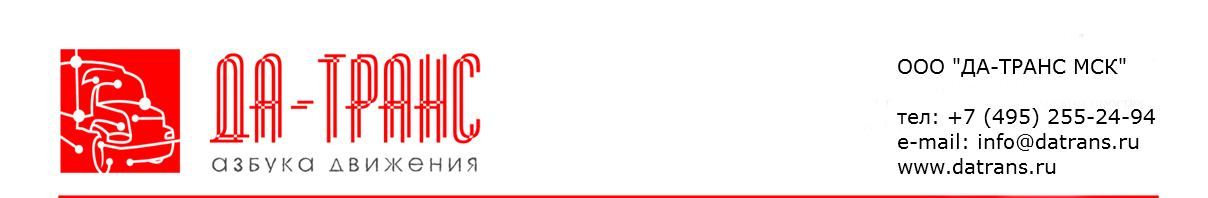 ДА-ТРАНС
азбука движения
ООО "ДА-ТРАНС МСК"
тел: +7 (495) 255-24-94
e-mail: info@datrans.ru
www.datrans.ru